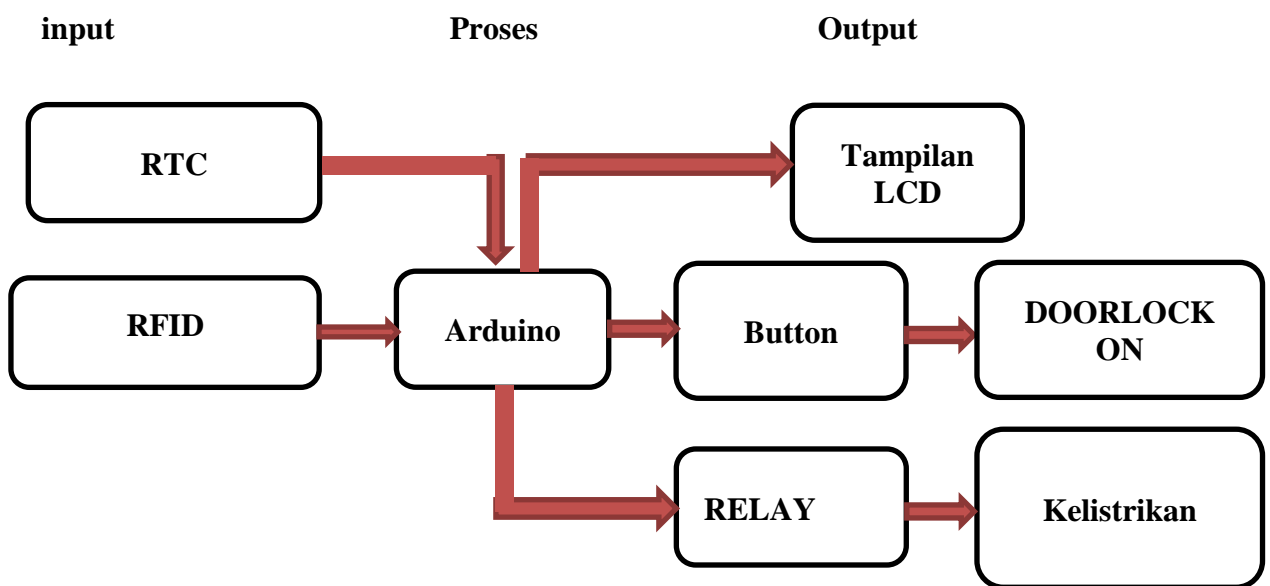 input Proses Output
RTC
Tampilan
LCD
RFID
Arduino
Button
DOORLOCK
ON
RELAY
Kelistrikan